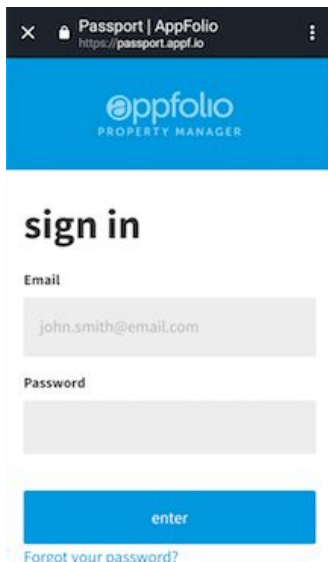 Passport | AppFolio
https://passport.appf.io
appfolio
PROPERTY MANAGER
sign in
Email
john.smith@email.com
Password
enter
Forgot your password?